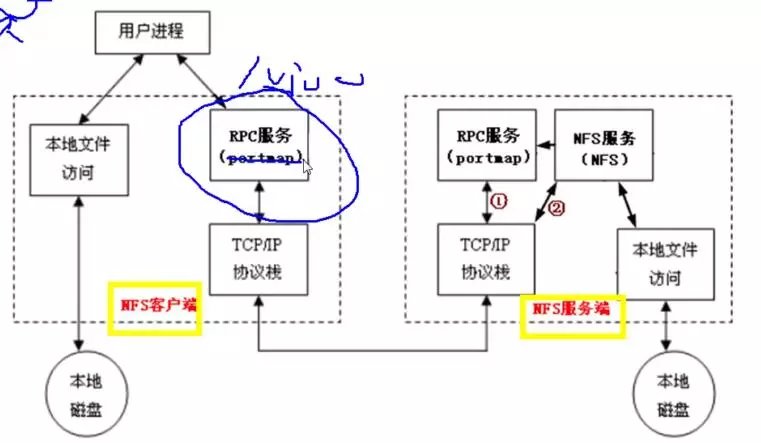 用户进程
本地文件
访问
RPC服务
(portmap)
TCP/IP
协议栈
NFS客户端
本地
磁盘
RPC服务
(portmap)
NFS服务
(NFS)
①
②
TCP/IP
协议栈
本地文件
访问
NFS服务端
本地
磁盘